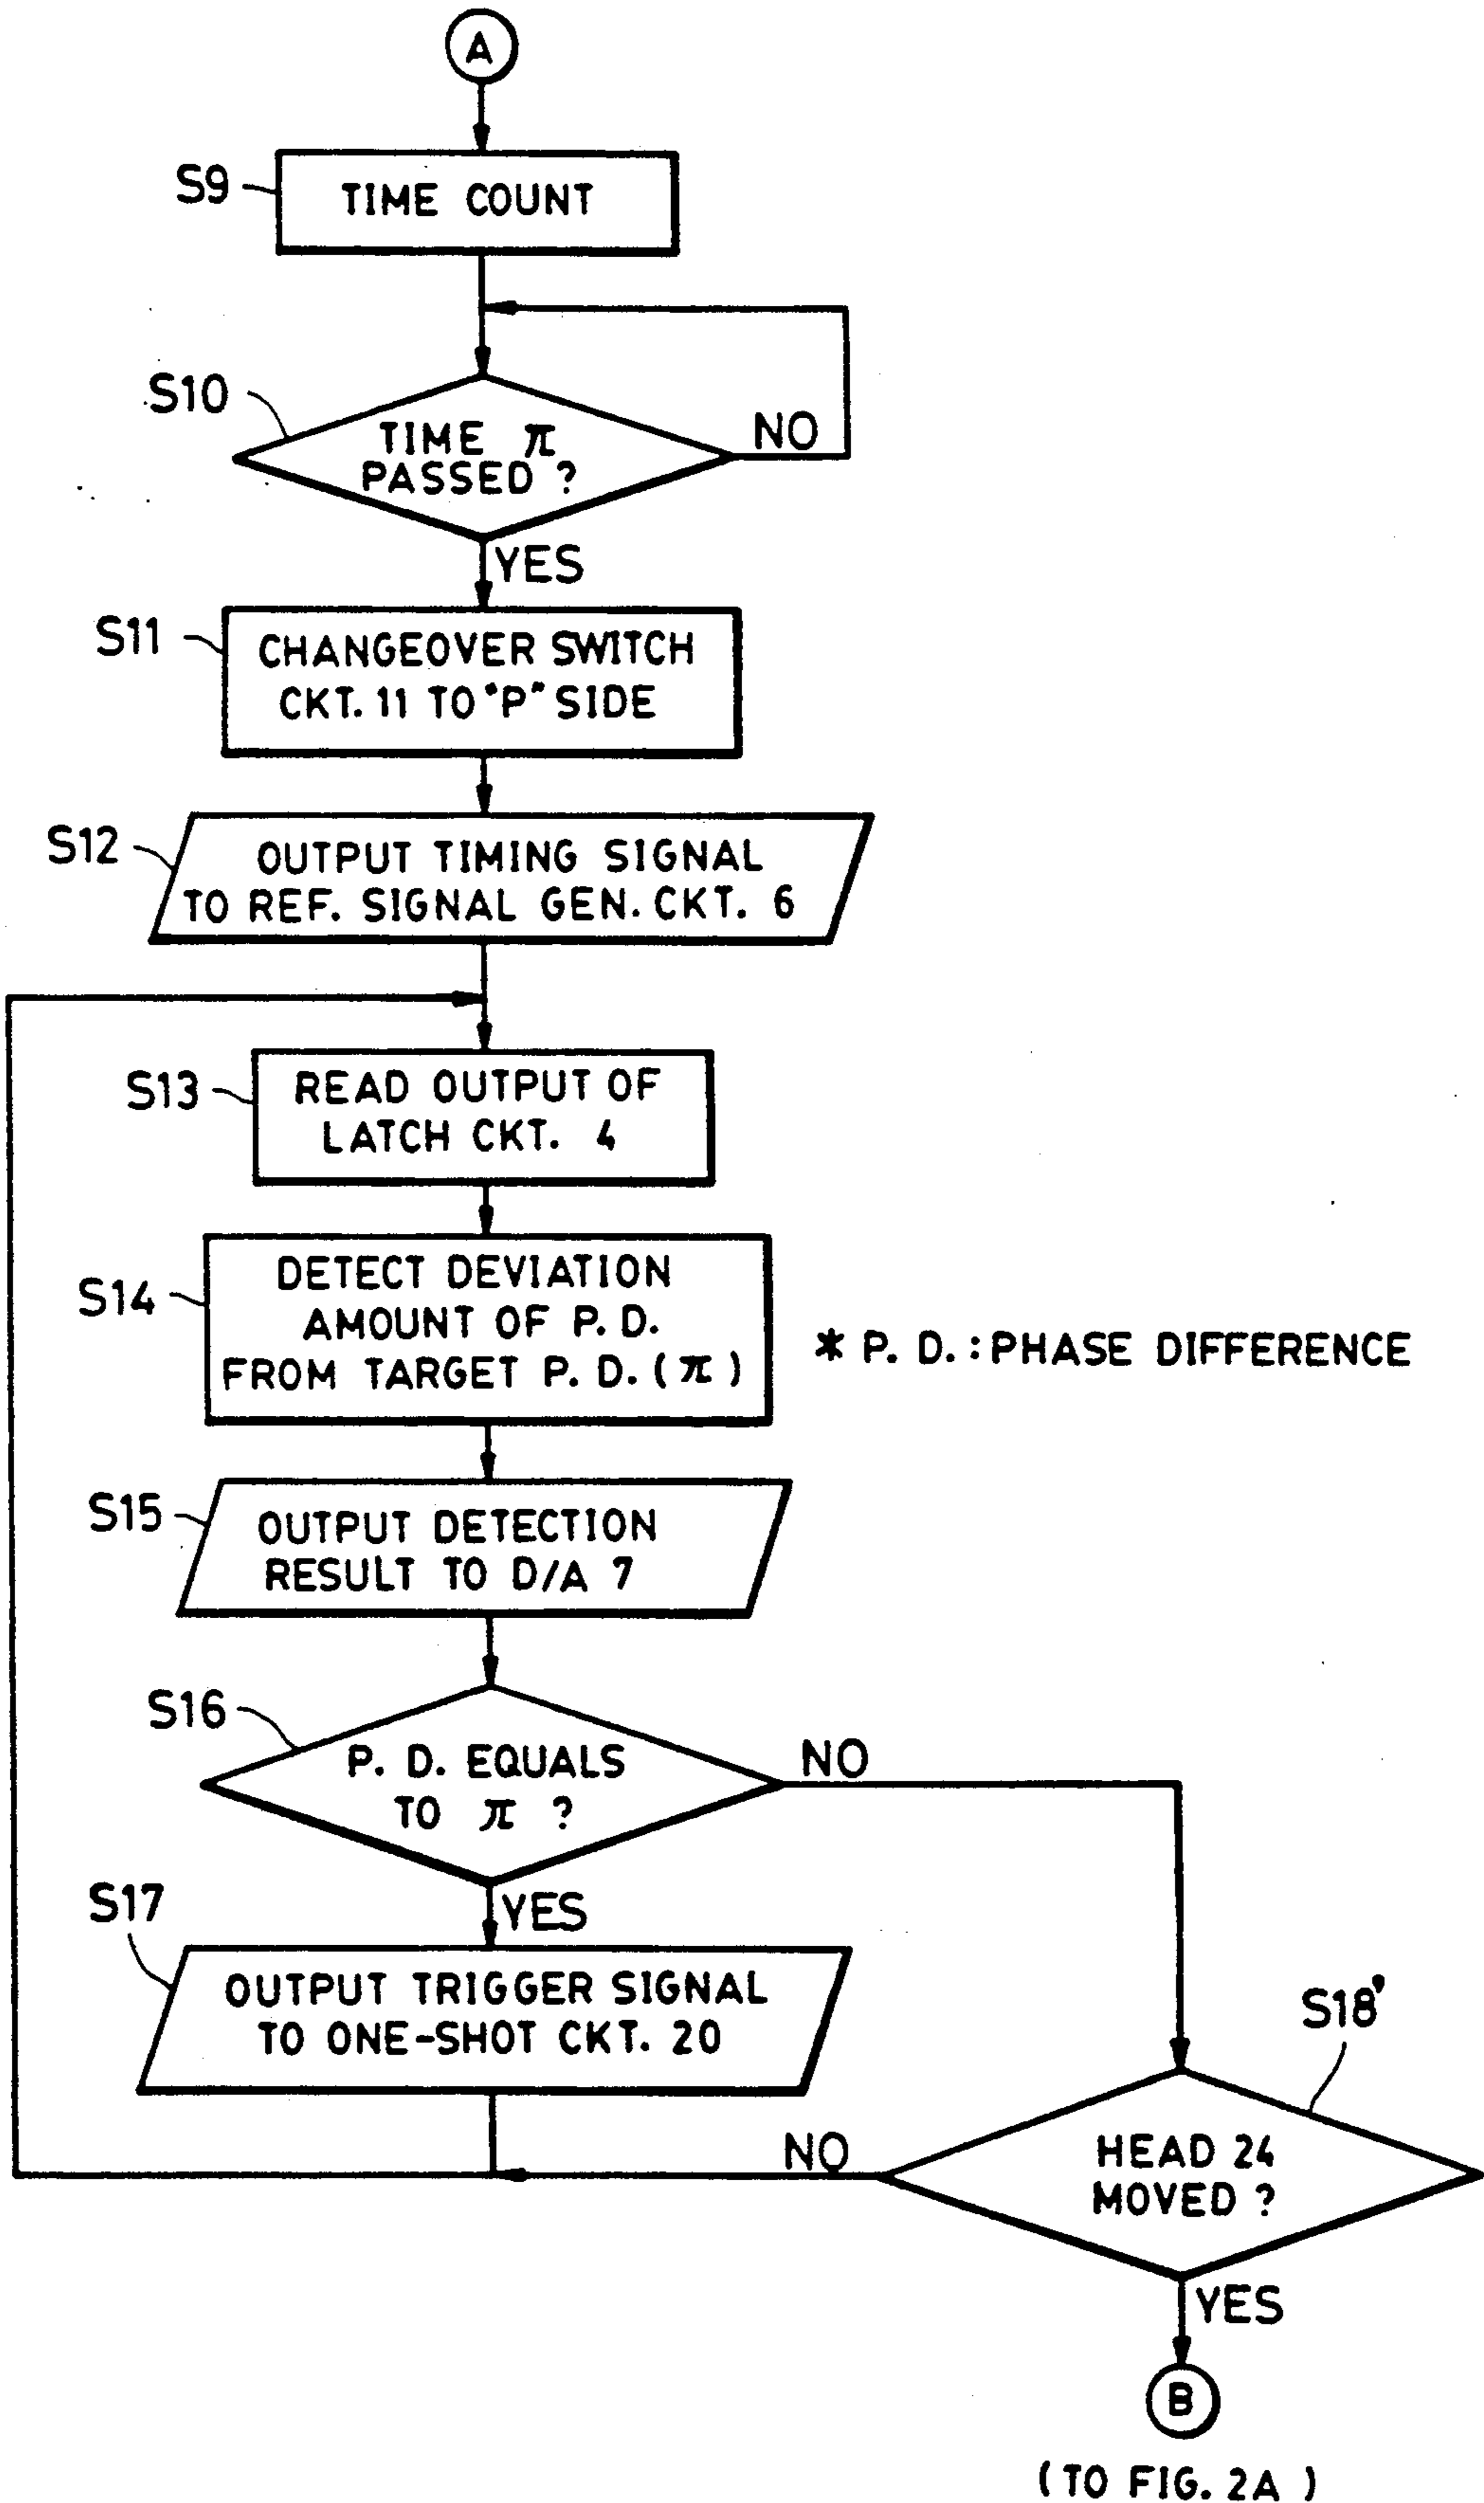 A
S9
TIME COUNT
S10
TIME π
PASSED ?
NO
YES
S11
CHANGEOVER SWITCH
CKT. 11 TO "P" SIDE
S12
OUTPUT TIMING SIGNAL
TO REF. SIGNAL GEN. CKT. 6
S13
READ OUTPUT OF
LATCH CKT. 4
S14
DETECT DEVIATION
AMOUNT OF P. D.
FROM TARGET P. D. (π)
* P. D. : PHASE DIFFERENCE
S15
OUTPUT DETECTION
RESULT TO D/A 7
S16
P. D. EQUALS
TO π ?
NO
YES
S17
OUTPUT TRIGGER SIGNAL
TO ONE-SHOT CKT. 20
S18'
HEAD 24
MOVED ?
NO
YES
B
(TO FIG. 2A)